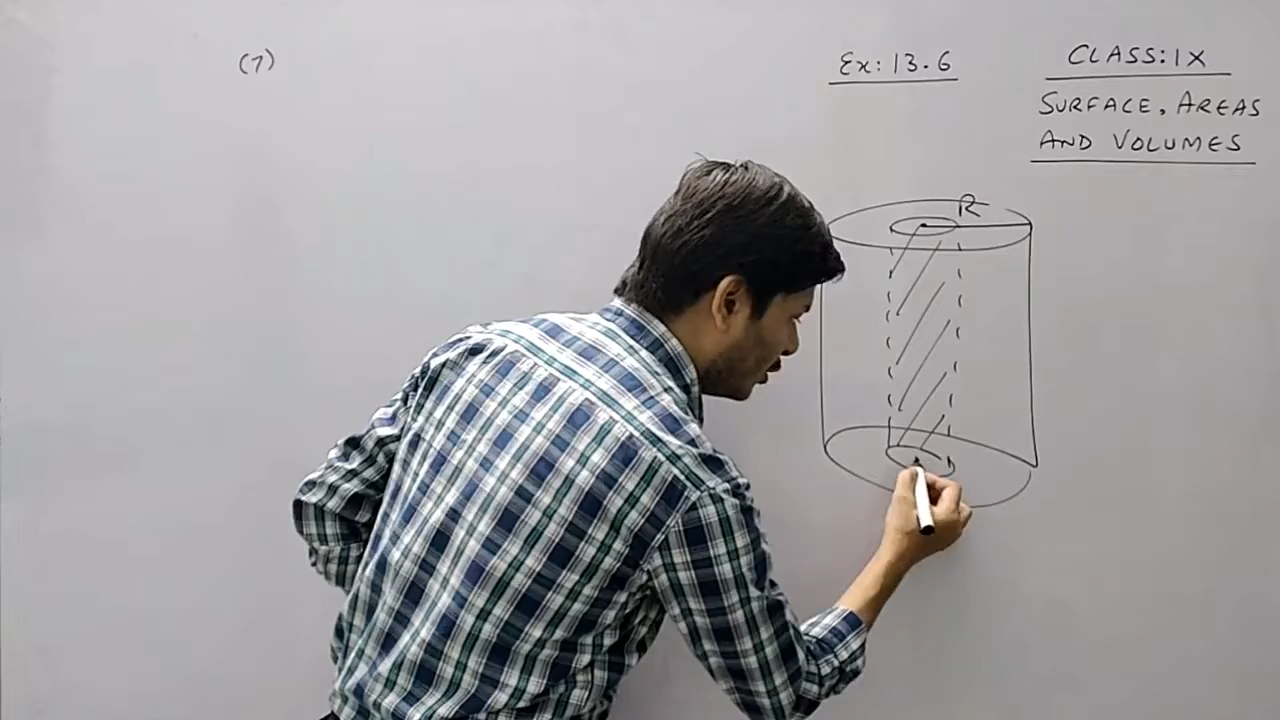 (7)
Ex: 13.6
CLASS: IX
SURFACE, AREAS
AND VOLUMES
R